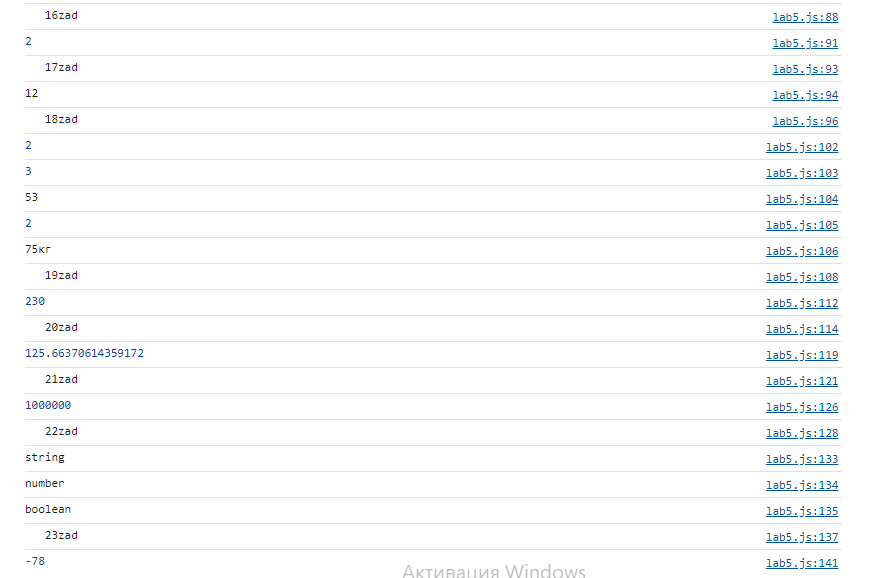 16zad lab5.js:88
2 lab5.js:91
17zad lab5.js:93
12 lab5.js:94
18zad lab5.js:96
2 lab5.js:102
3 lab5.js:103
53 lab5.js:104
2 lab5.js:105
75кг lab5.js:106
19zad lab5.js:108
230 lab5.js:112
20zad lab5.js:114
125.66370614359172 lab5.js:119
21zad lab5.js:121
1000000 lab5.js:126
22zad lab5.js:128
string lab5.js:133
number lab5.js:134
boolean lab5.js:135
23zad lab5.js:137
-78 lab5.js:141
Активация Windows